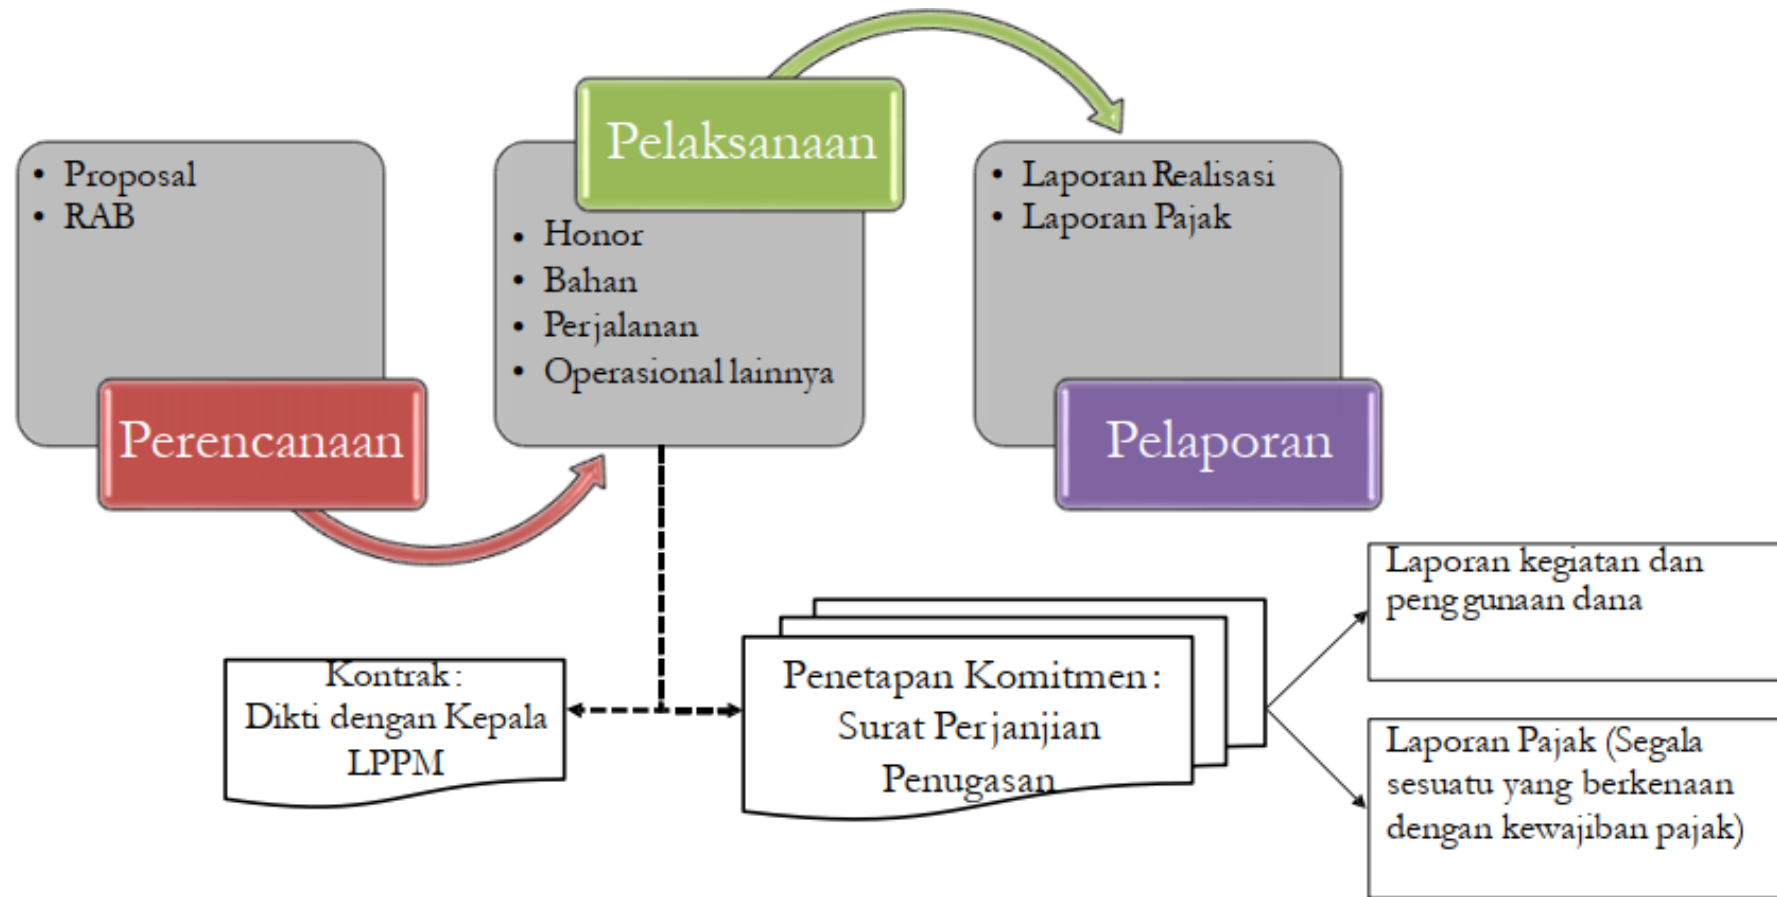 • Proposal
• RAB
Perencanaan
Pelaksanaan
• Honor
• Bahan
• Perjalanan
• Operasional lainnya
• Laporan Realisasi
• Laporan Pajak
Pelaporan
Kontrak :
Dikti dengan Kepala
LPPM
Penetapan Komitmen :
Surat Perjanjian
Penugasan
Laporan kegiatan dan
penggunaan dana
Laporan Pajak (Segala
sesuatu yang berkenaan
dengan kewajiban pajak)